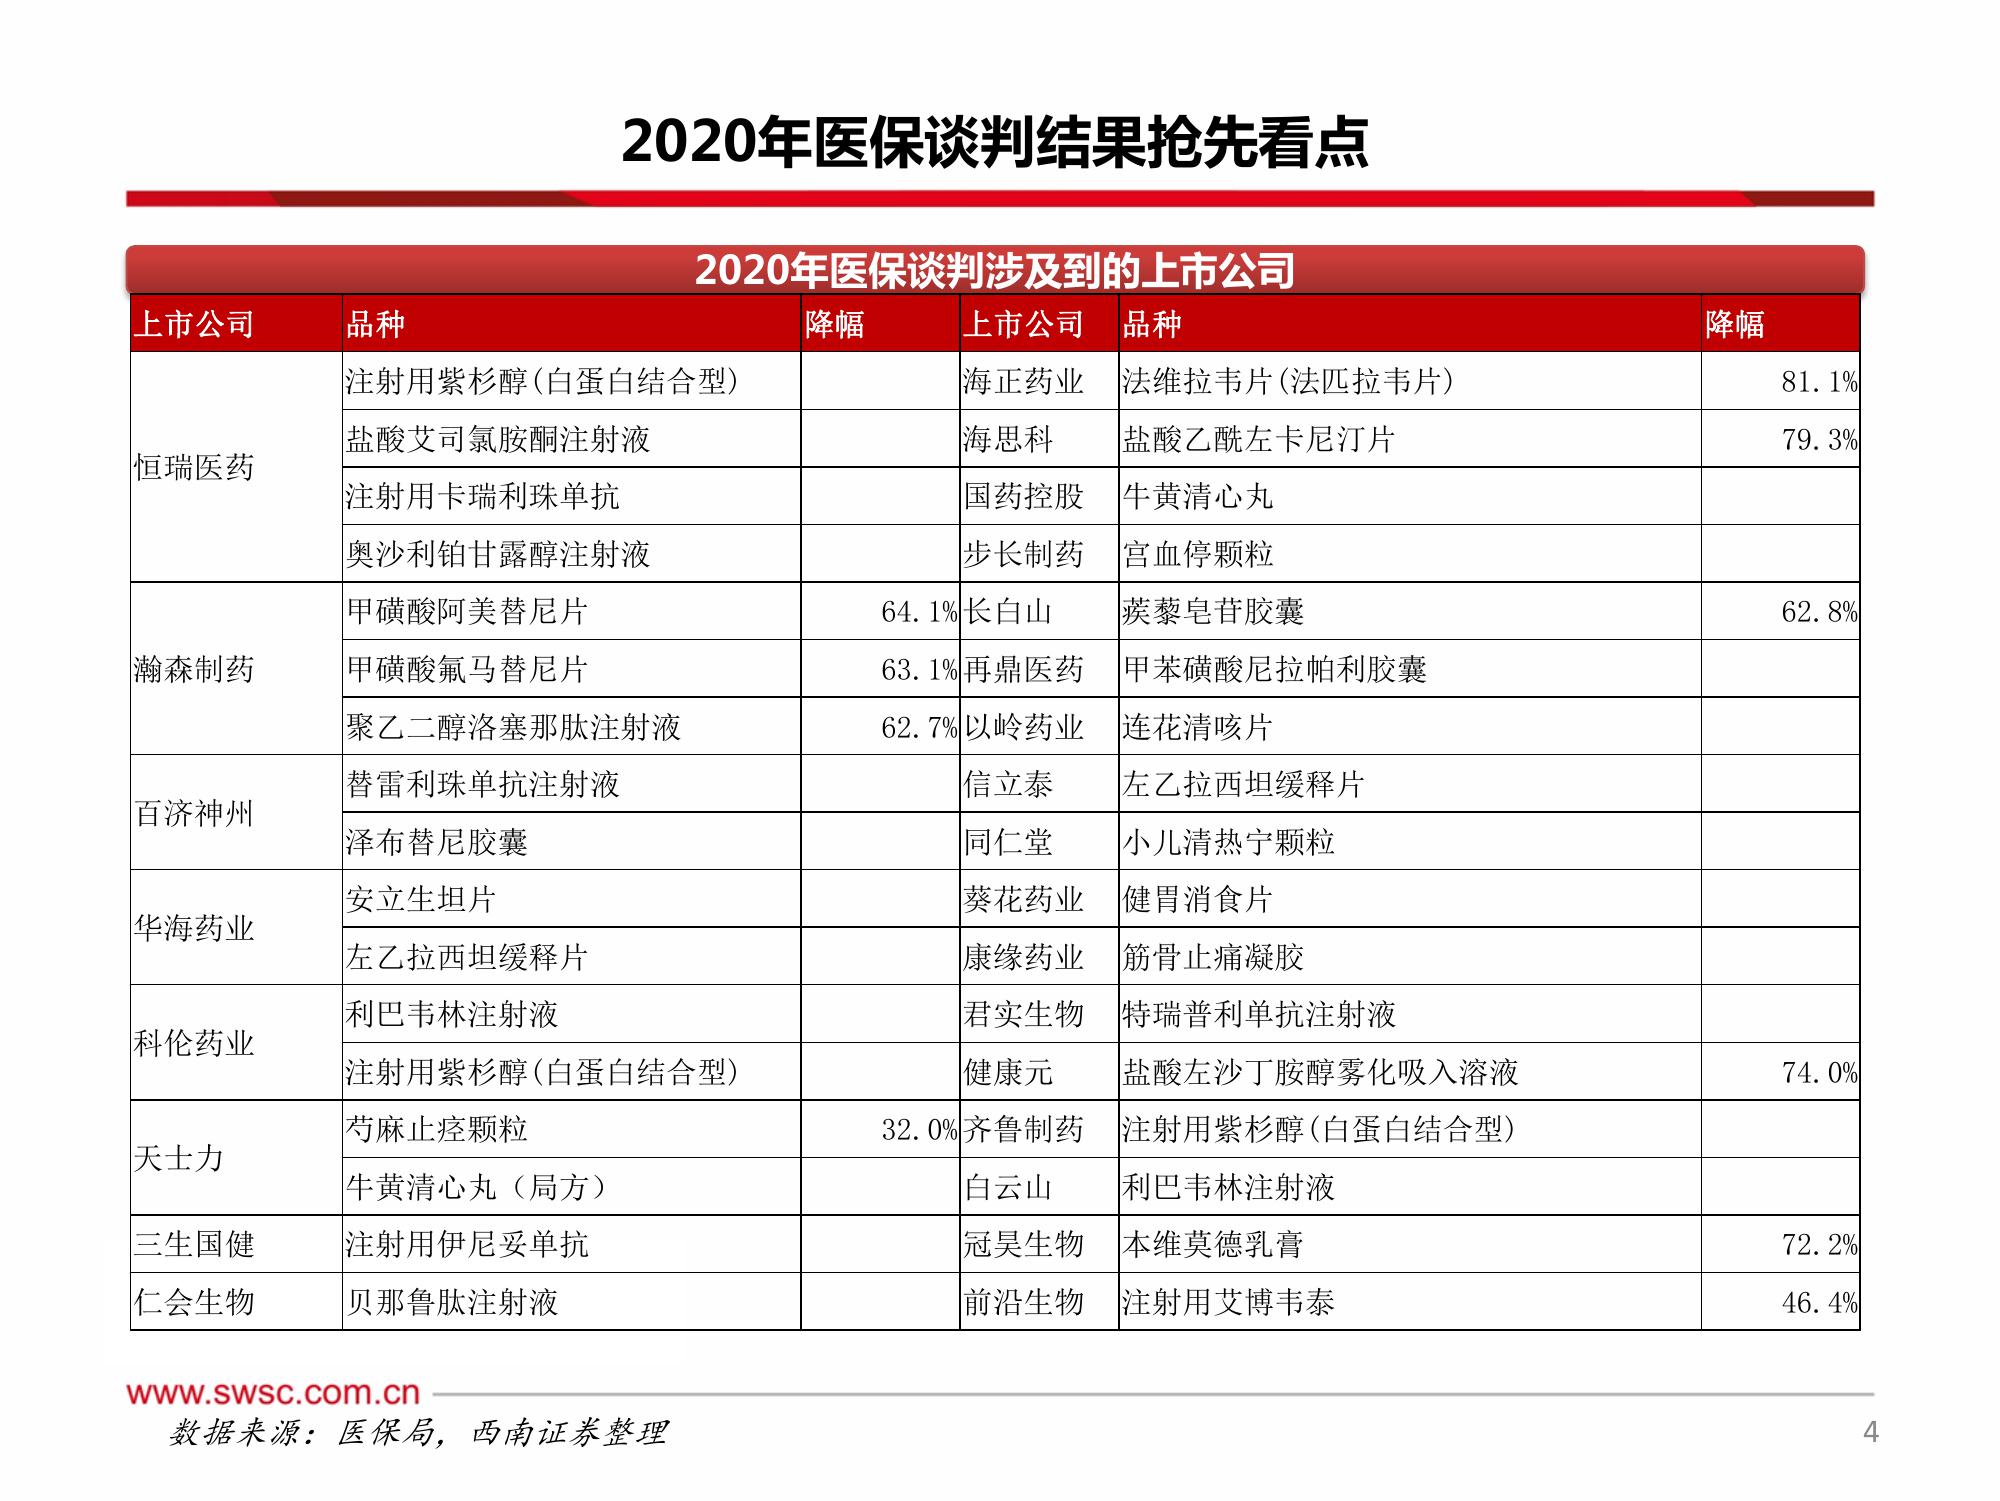 2020年医保谈判结果抢先看点
2020年医保谈判涉及到的上市公司
上市公司 品种 降幅 上市公司 品种 降幅
恒瑞医药 注射用紫杉醇(白蛋白结合型) 海正药业 法维拉韦片(法匹拉韦片) 81.1%
盐酸艾司氯胺酮注射液 海思科 盐酸乙酰左卡尼汀片 79.3%
注射用卡瑞利珠单抗 国药控股 牛黄清心丸
奥沙利铂甘露醇注射液 步长制药 宫血停颗粒
瀚森制药 甲磺酸阿美替尼片 64.1% 长白山 蒺藜皂苷胶囊 62.8%
甲磺酸氟马替尼片 63.1% 再鼎医药 甲苯磺酸尼拉帕利胶囊
聚乙二醇洛塞那肽注射液 62.7% 以岭药业 连花清咳片
百济神州 替雷利珠单抗注射液 信立泰 左乙拉西坦缓释片
泽布替尼胶囊 同仁堂 小儿清热宁颗粒
华海药业 安立生坦片 葵花药业 健胃消食片
左乙拉西坦缓释片 康缘药业 筋骨止痛凝胶
科伦药业 利巴韦林注射液 君实生物 特瑞普利单抗注射液
注射用紫杉醇(白蛋白结合型) 健康元 盐酸左沙丁胺醇雾化吸入溶液 74.0%
天士力 芍麻止痉颗粒 32.0% 齐鲁制药 注射用紫杉醇(白蛋白结合型)
牛黄清心丸（局方） 白云山 利巴韦林注射液
三生国健 注射用伊尼妥单抗 冠昊生物 本维莫德乳膏 72.2%
仁会生物 贝那鲁肽注射液 前沿生物 注射用艾博韦泰 46.4%
www.swsc.com.cn
数据来源：医保局，西南证券整理
4